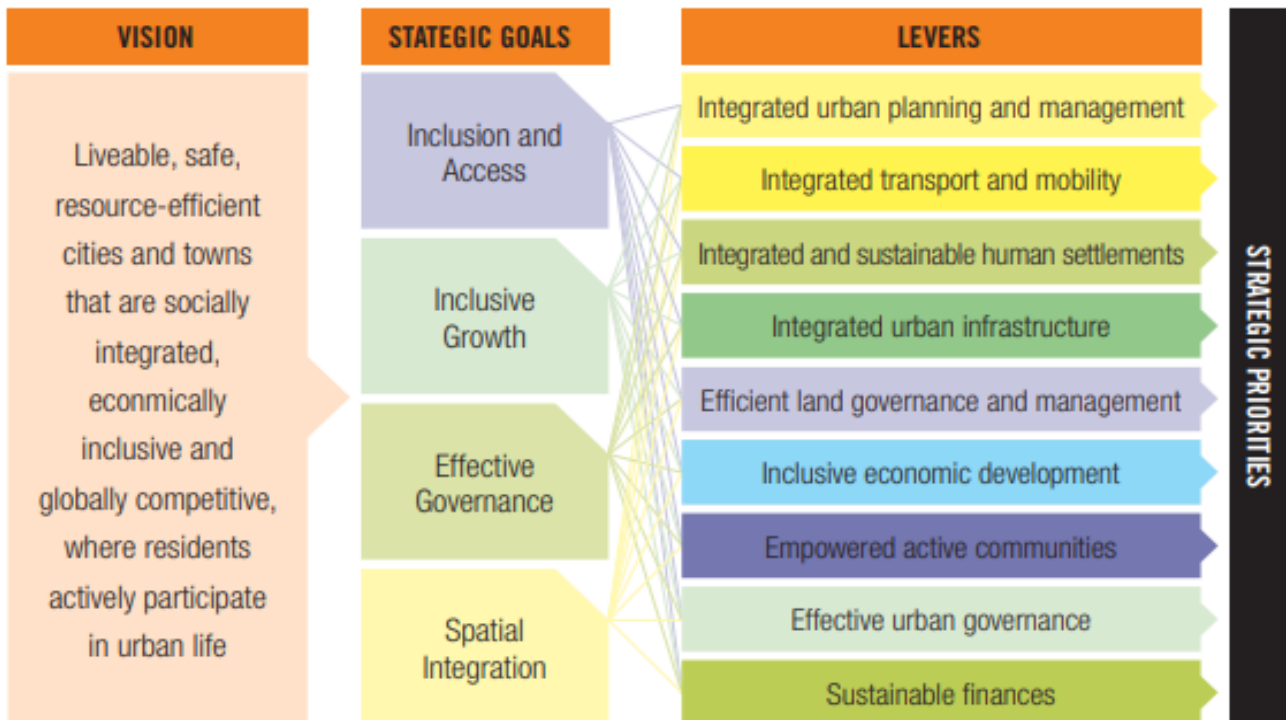 VISION
Liveable, safe,
resource-efficient
cities and towns
that are socially
integrated,
econmically
inclusive and
globally competitive,
where residents
actively participate
in urban life
STATEGIC GOALS
Inclusion and
Access
Inclusive
Growth
Effective
Governance
Spatial
Integration
LEVERS
Integrated urban planning and management
Integrated transport and mobility
Integrated and sustainable human settlements
Integrated urban infrastructure
Efficient land governance and management
Inclusive economic development
Empowered active communities
Effective urban governance
Sustainable finances
STRATEGIC PRIORITIES